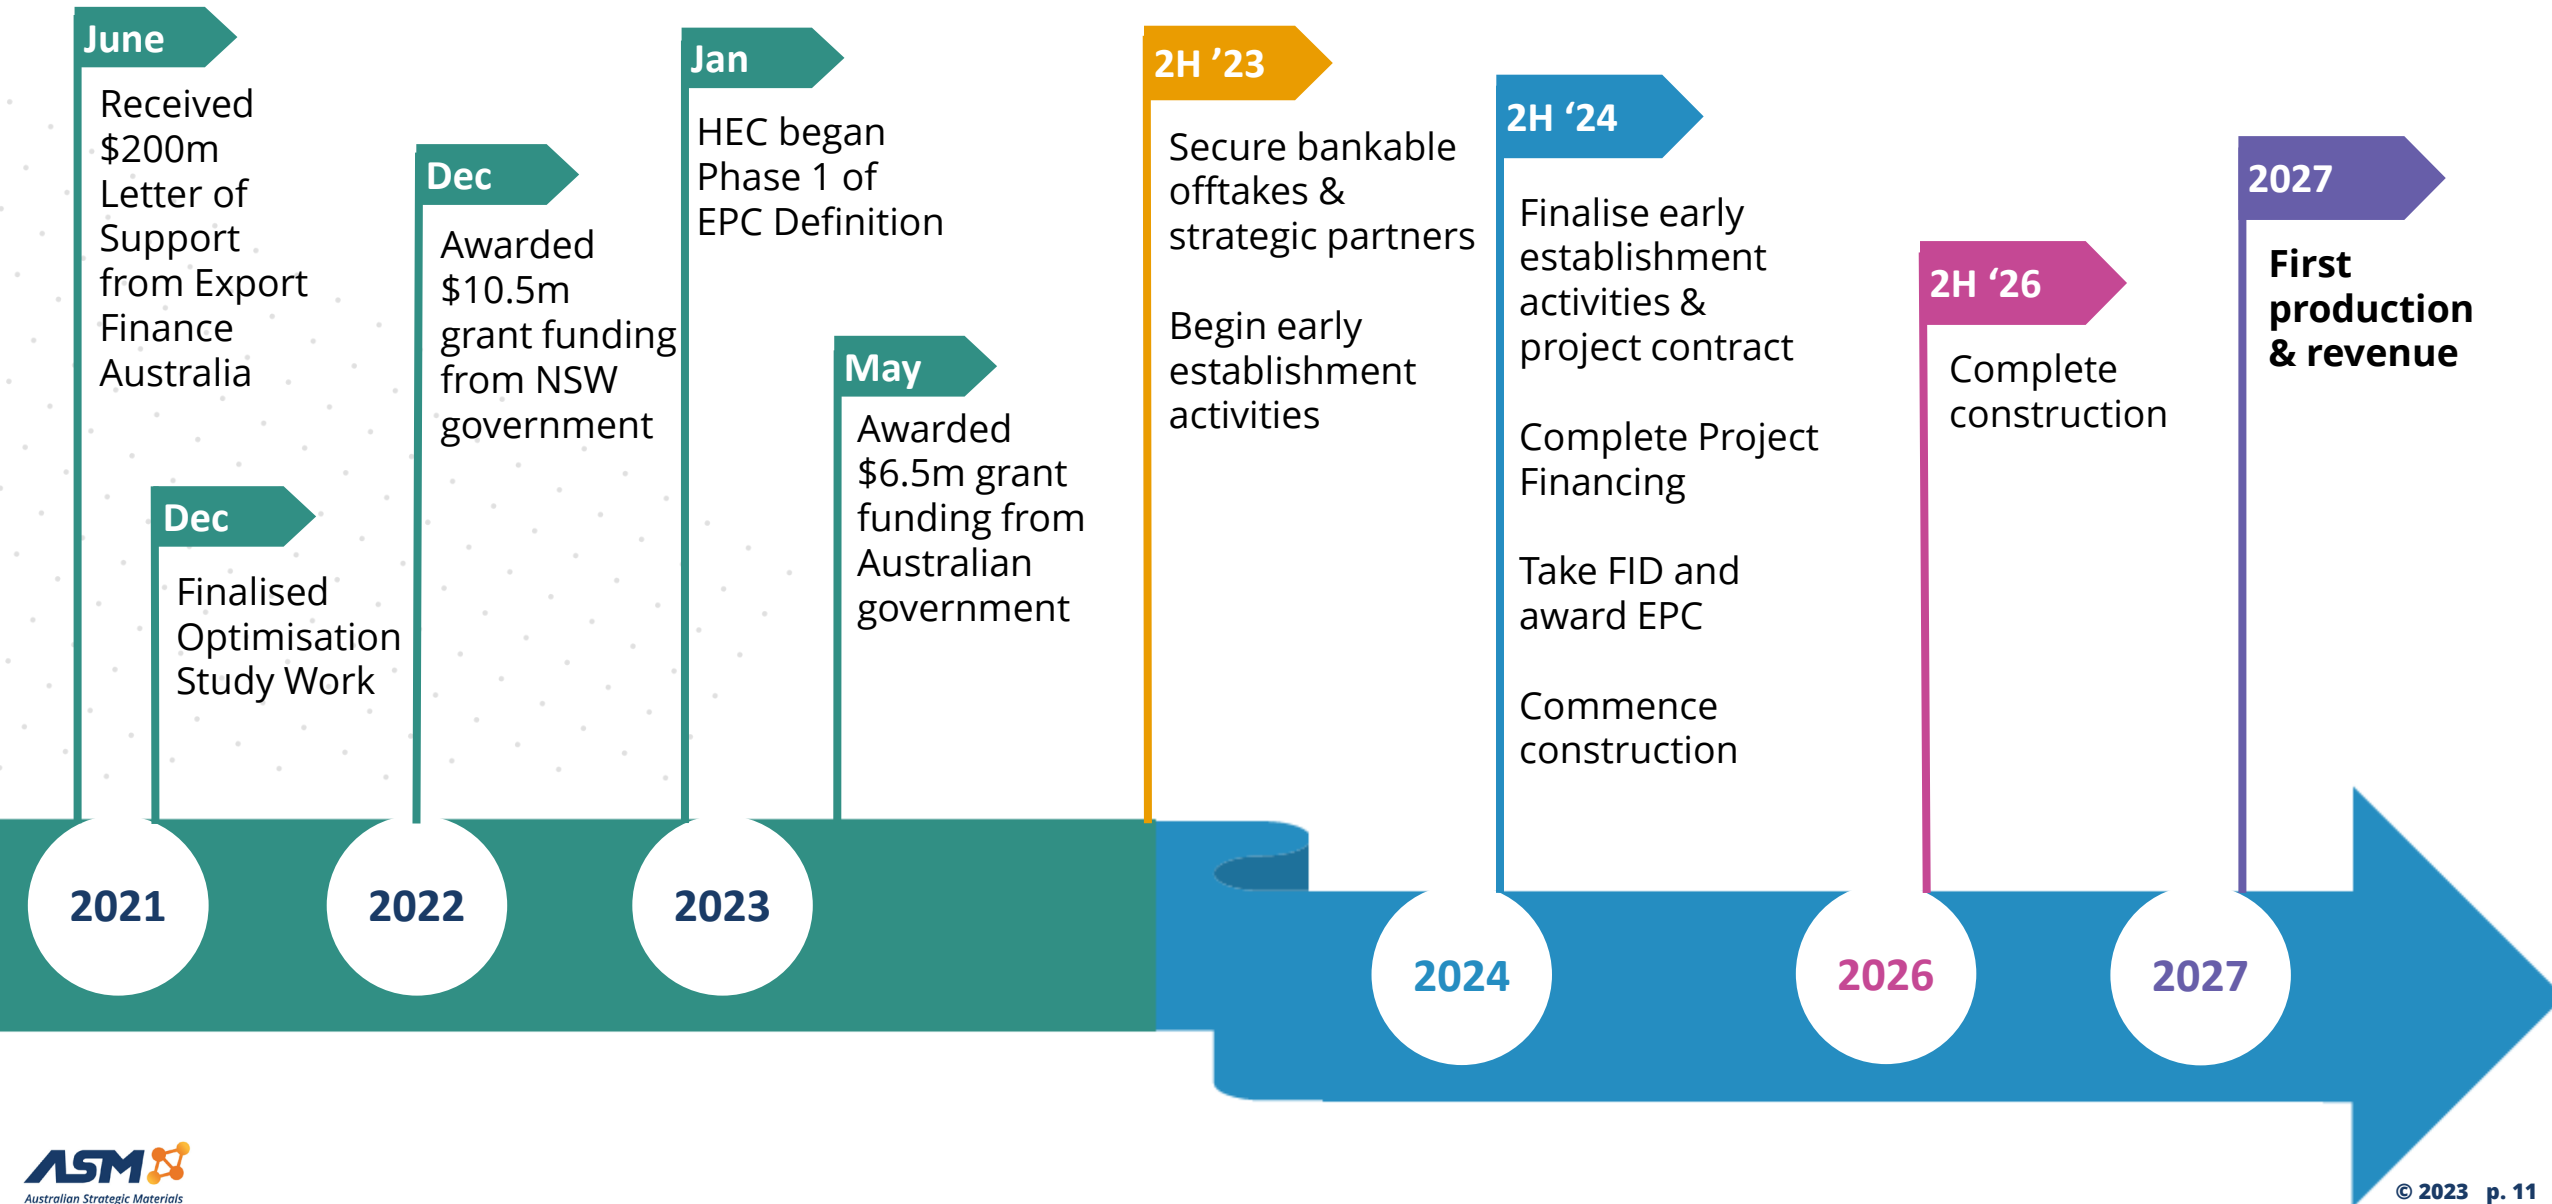 June
Received
$200m
Letter of
Support
from Export
Finance
Australia
Dec
Finalised
Optimisation
Study Work
Dec
Awarded
$10.5m
grant funding
from NSW
government
Jan
HEC began
Phase 1 of
EPC Definition
May
Awarded
$6.5m grant
funding from
Australian
government
2H ’23
Secure bankable
offtakes &
strategic partners
Begin early
establishment
activities
2H ‘24
Finalise early
establishment
activities &
project contract
Complete Project
Financing
Take FID and
award EPC
Commence
construction
2H ‘26
Complete
construction
2027
First
production
& revenue
2021
2022
2023
2024
2026
2027
ASM
Australian Strategic Materials
© 2023 p. 11